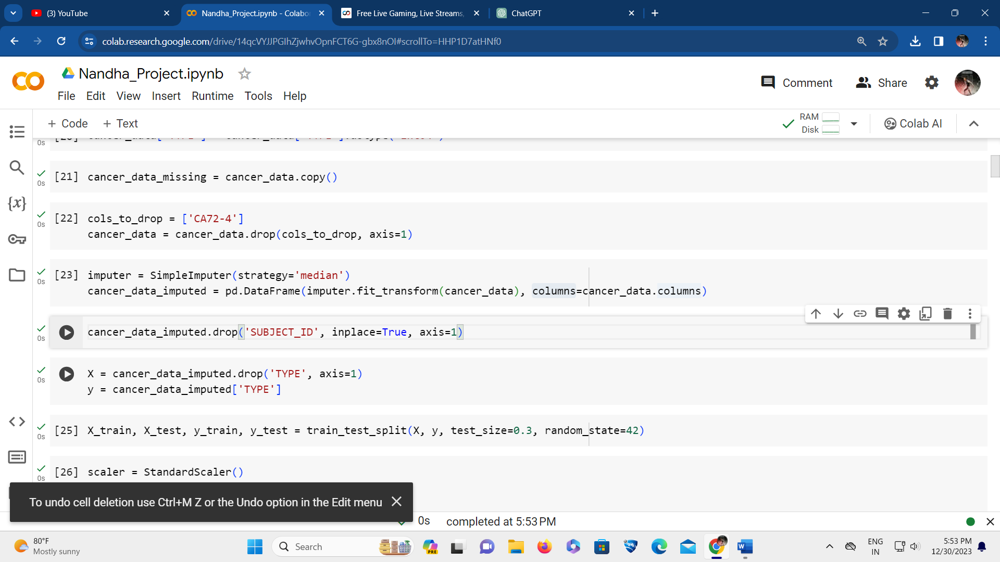 (3) YouTube
Nandha_Project.ipynb - Colabo
Free Live Gaming, Live Streams,
ChatGPT
colab.research.google.com/drive/14qcVYJJPGIhZjwhvOpnFCT6G-gbx8nOI#scrollTo=HHP1D7atHNf0
Nandha_Project.ipynb
Comment
Share
File Edit View Insert Runtime Tools Help
+ Code + Text
RAM
Disk
Colab AI
0s
[21] cancer_data_missing = cancer_data.copy()
0s
[22] cols_to_drop = ['CA72-4']
0s
cancer_data = cancer_data.drop(cols_to_drop, axis=1)
{x}
[23] imputer = SimpleImputer(strategy='median')
0s
cancer_data_imputed = pd.DataFrame(imputer.fit_transform(cancer_data), columns=cancer_data.columns)
cancer_data_imputed.drop('SUBJECT_ID', inplace=True, axis=1)
0s
X = cancer_data_imputed.drop('TYPE', axis=1)
0s
y = cancer_data_imputed['TYPE']
[25] X_train, X_test, y_train, y_test = train_test_split(X, y, test_size=0.3, random_state=42)
0s
[26] scaler = StandardScaler()
0s
To undo cell deletion use Ctrl+M Z or the Undo option in the Edit menu
0s completed at 5:53 PM
80°F
Mostly sunny
Search
PRE
ENG
IN
5:53 PM
12/30/2023